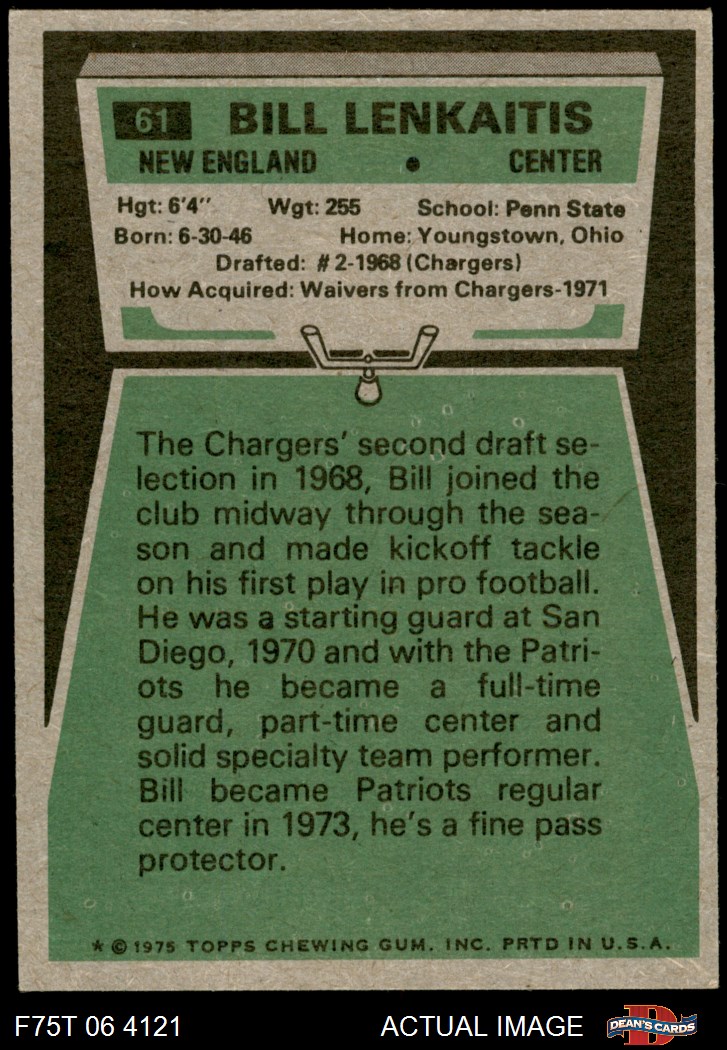 61 BILL LENKAITIS
NEW ENGLAND • CENTER
Hgt: 6'4" Wgt: 255 School: Penn State
Born: 6-30-46 Home: Youngstown, Ohio
Drafted: #2-1968 (Chargers)
How Acquired: Waivers from Chargers-1971
The Chargers' second draft se-
lection in 1968, Bill joined the
club midway through the sea-
son and made kickoff tackle
on his first play in pro football.
He was a starting guard at San
Diego, 1970 and with the Patri-
ots he became a full-time
guard, part-time center and
solid specialty team performer.
Bill became Patriots regular
center in 1973, he's a fine pass
protector.
* © 1975 TOPPS CHEWING GUM. INC. PRTD IN U.S.A.
F75T 06 4121 ACTUAL IMAGE D DEAN'S CARDS